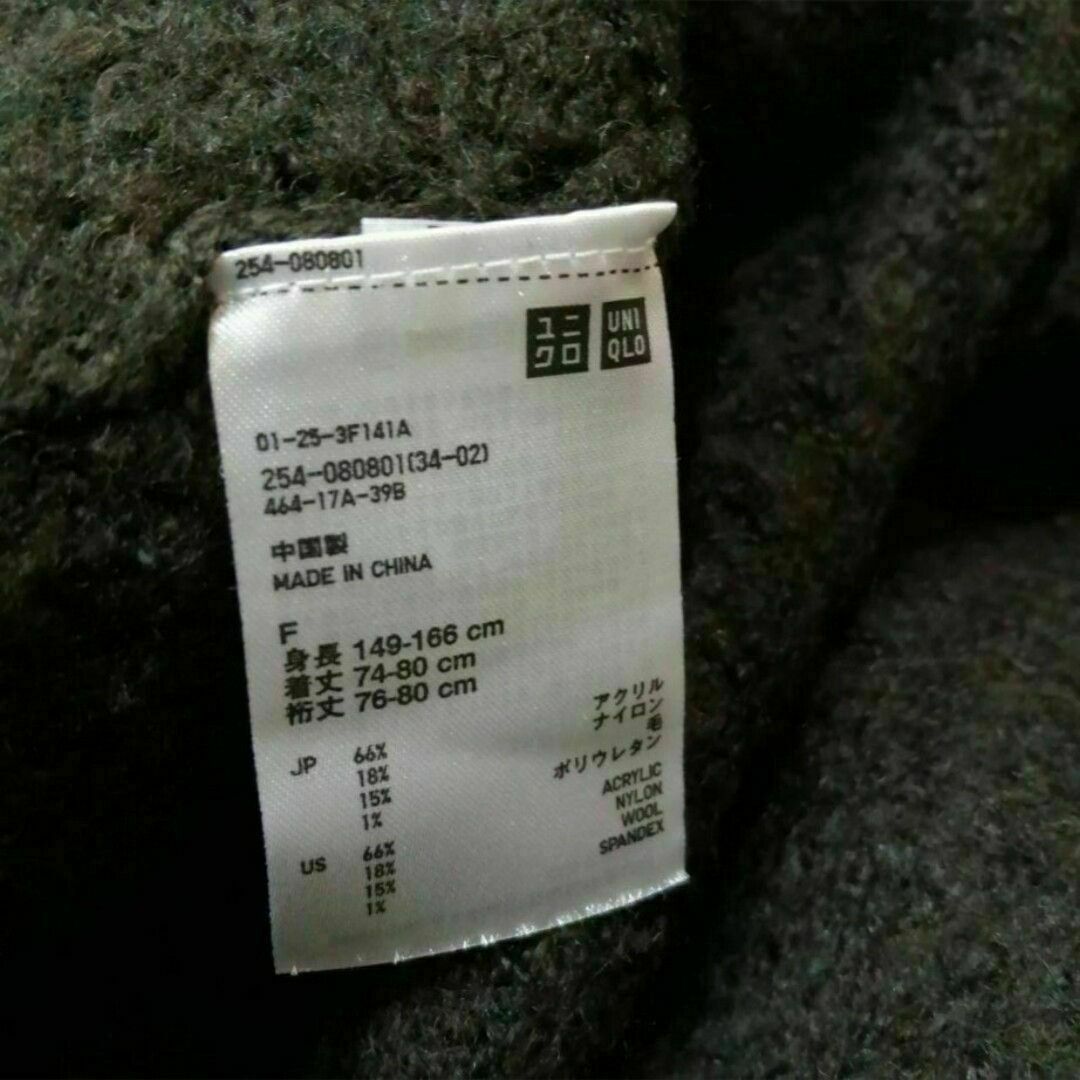 254-080801
ユニ
クロ
UNI
QLO
01-25-3F141A
254-080801(34-02)
464-17A-39B
中国製
MADE IN CHINA
F
身長 149-166 cm
着丈 74-80 cm
裄丈 76-80 cm
JP 66% アクリル
18% ナイロン
15% 毛
1% ポリウレタン
US 66% ACRYLIC
18% NYLON
15% WOOL
1% SPANDEX